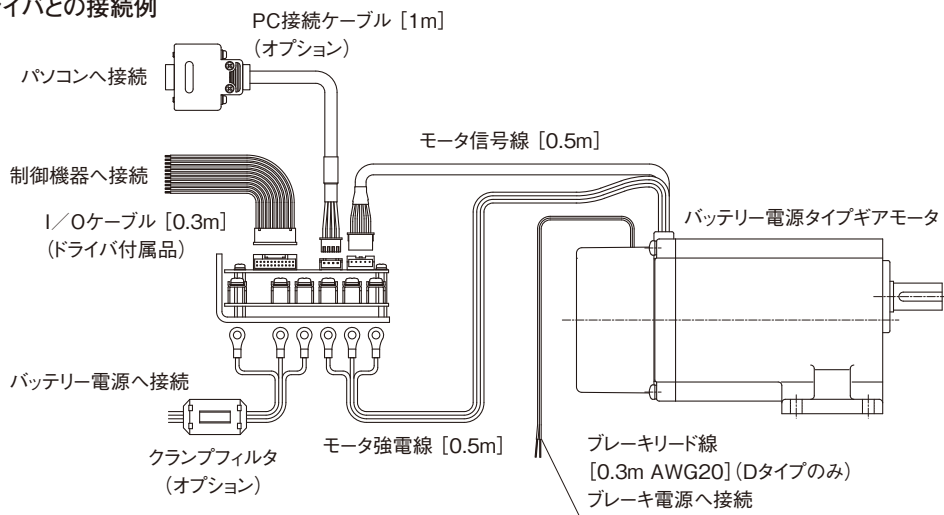 イバとの接続例
PC接続ケーブル [1m]
(オプション)
パソコンへ接続
モータ信号線 [0.5m]
制御機器へ接続
I/Oケーブル [0.3m]
(ドライバ付属品)
バッテリー電源タイプギアモータ
バッテリー電源へ接続
モータ強電線 [0.5m]
クランプフィルタ
(オプション)
ブレーキリード線
[0.3m AWG20](Dタイプのみ)
ブレーキ電源へ接続